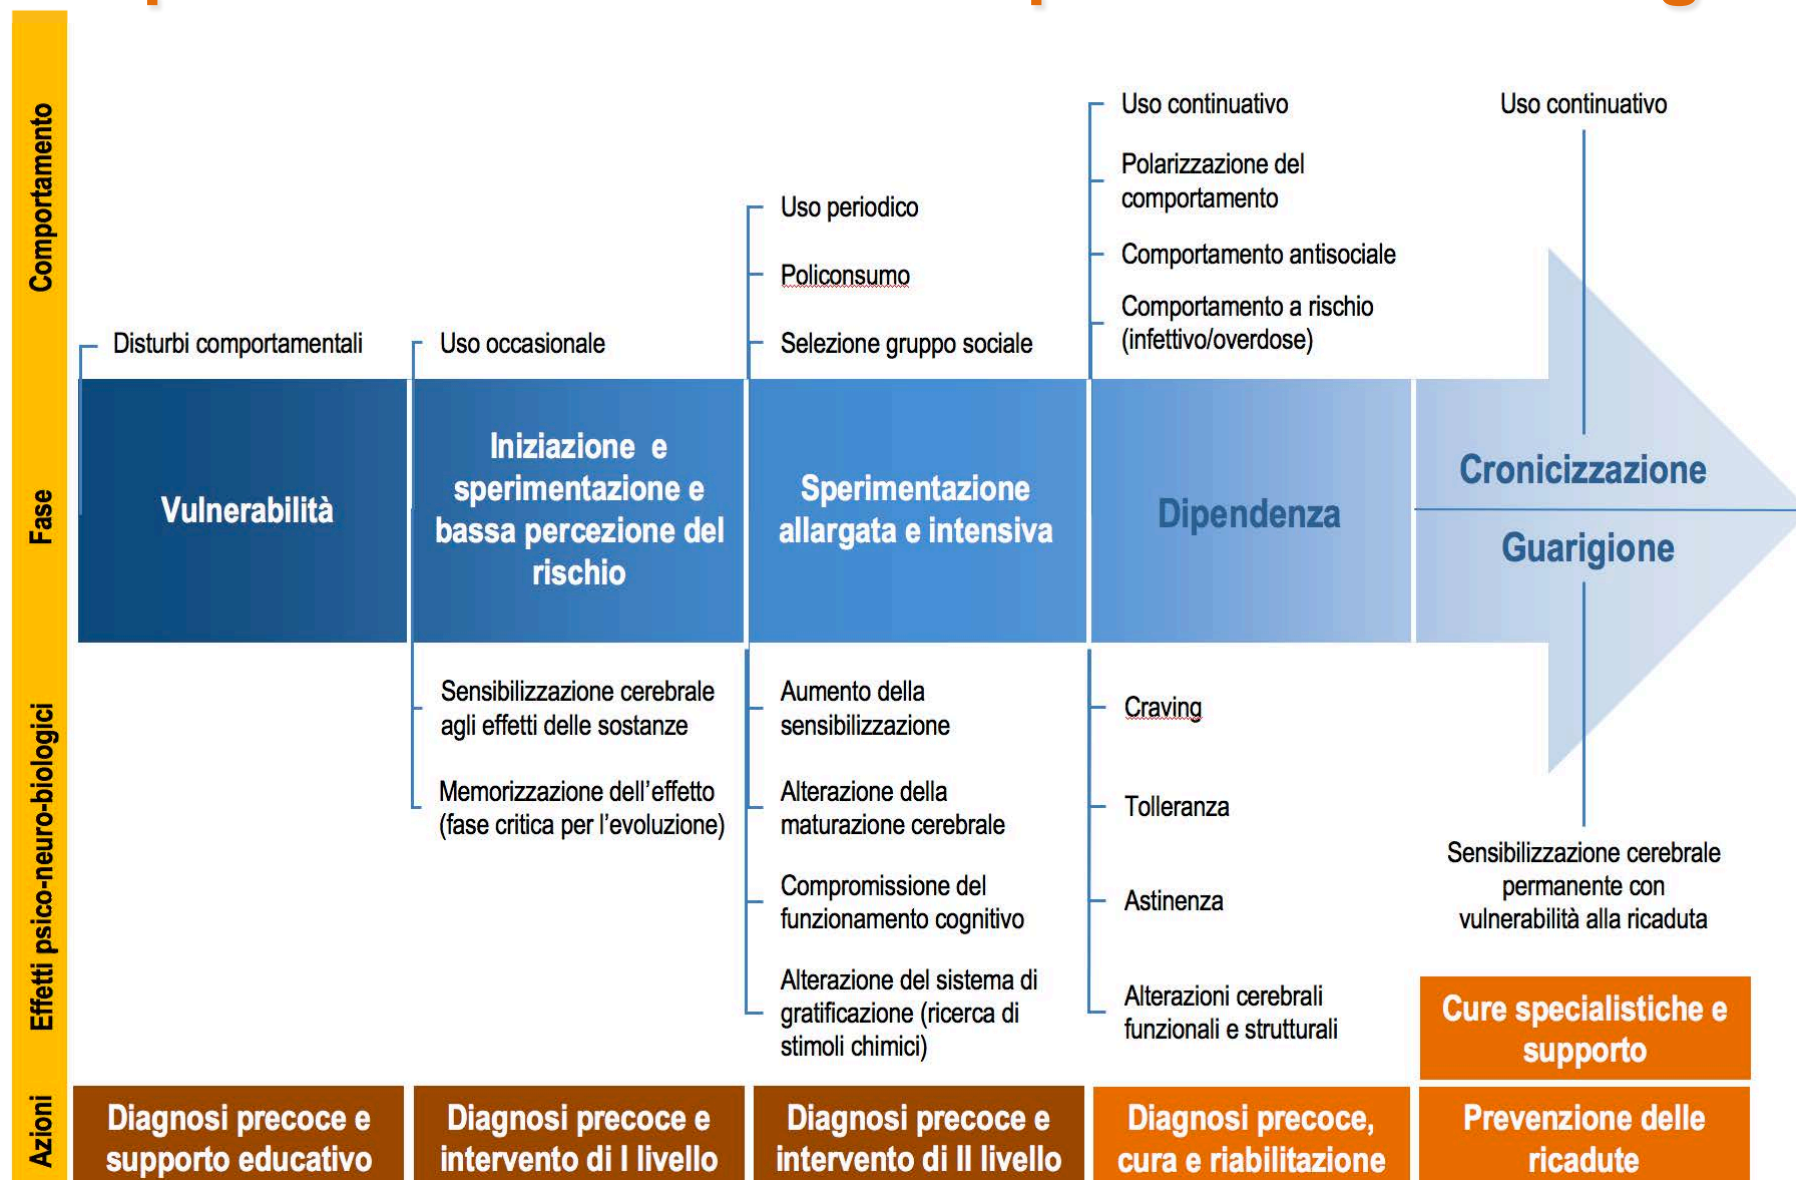 Comportamento
Uso continuativo
Polarizzazione del
comportamento
Comportamento antisociale
Comportamento a rischio
(infettivo/overdose)
Uso continuativo
Uso periodico
Policonsumo
Selezione gruppo sociale
Disturbi comportamentali
Uso occasionale
Fase
Vulnerabilità
Iniziazione e
sperimentazione e
bassa percezione del
rischio
Sperimentazione
allargata e intensiva
Dipendenza
Cronicizzazione
Guarigione
Effetti psico-neuro-biologici
Sensibilizzazione cerebrale
agli effetti delle sostanze
Memorizzazione dell’effetto
(fase critica per l’evoluzione)
Aumento della
sensibilizzazione
Alterazione della
maturazione cerebrale
Compromissione del
funzionamento cognitivo
Alterazione del sistema di
gratificazione (ricerca di
stimoli chimici)
Craving
Tolleranza
Astinenza
Alterazioni cerebrali
funzionali e strutturali
Sensibilizzazione cerebrale
permanente con
vulnerabilità alla ricaduta
Cure specialistiche e
supporto
Azioni
Diagnosi precoce e
supporto educativo
Diagnosi precoce e
intervento di I livello
Diagnosi precoce e
intervento di II livello
Diagnosi precoce,
cura e riabilitazione
Prevenzione delle
ricadute